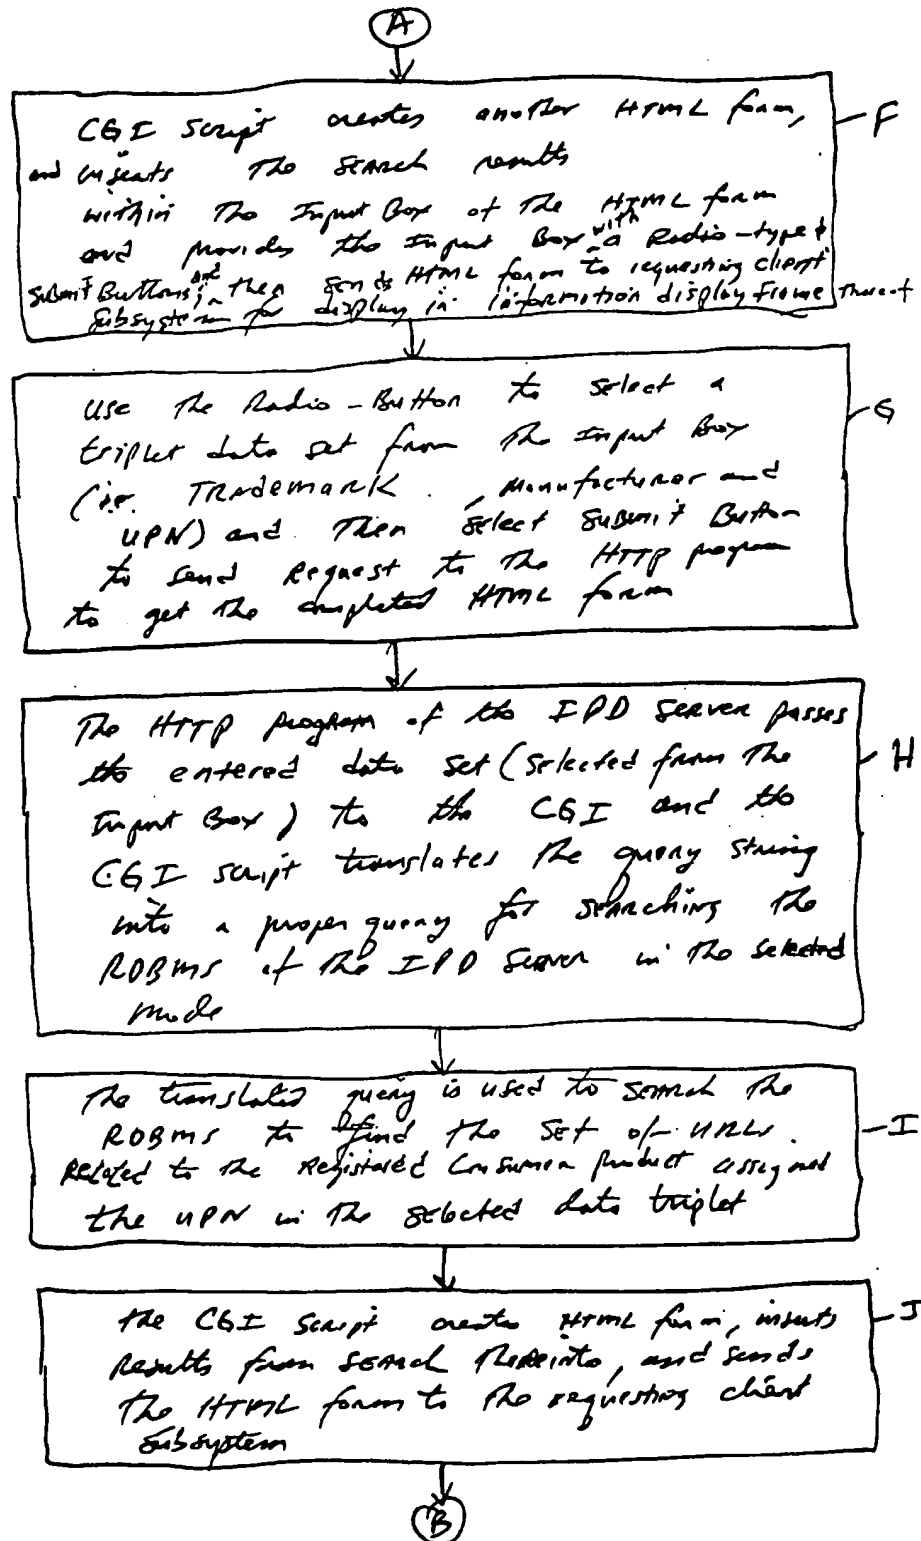 A
CGI Script creates another HTML form,
and inserts the SEARCH results
within the Input Box of the HTML form
and provides the Input Box with a Radio-type &
Submit Buttons, and then sends HTML form to requesting client
subsystem for display in information display frame thereof
F
use the Radio-Button to select a
triplet data set from the Input Box
(ie. TRademark, Manufacturer and
UPN) and then select submit Button
to send Request to the HTTP program
to get the completed HTML form
G
The HTTP program of the IPD Server passes
the entered data set (selected from the
Input Box) to the CGI and the
CGI script translates the query string
into a proper query for searching the
RDBMS of the IPD Server in the selected
mode
H
The translated query is used to SEARCH the
RDBMS to find the set of URLs
Related to the Registered Consumer product assigned
the UPN in the selected data triplet
I
the CGI Script creates HTML form, inserts
Results from SEARCH thereinto, and sends
the HTML form to the requesting client
subsystem
J
B